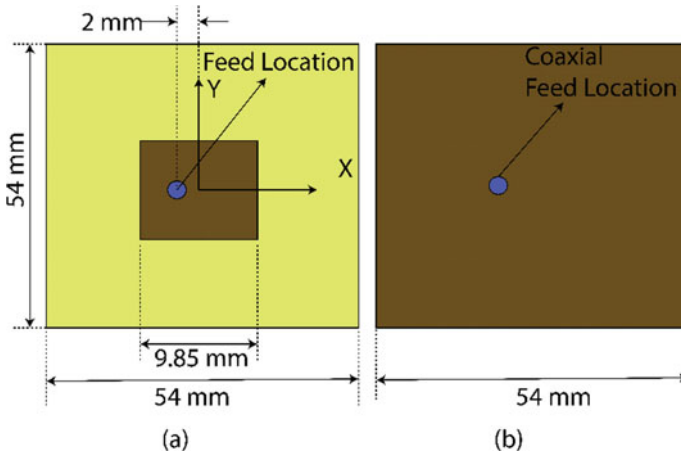 2 mm
Feed Location
Y
X
54 mm
9.85 mm
54 mm
(a)
Coaxial
Feed Location
54 mm
(b)